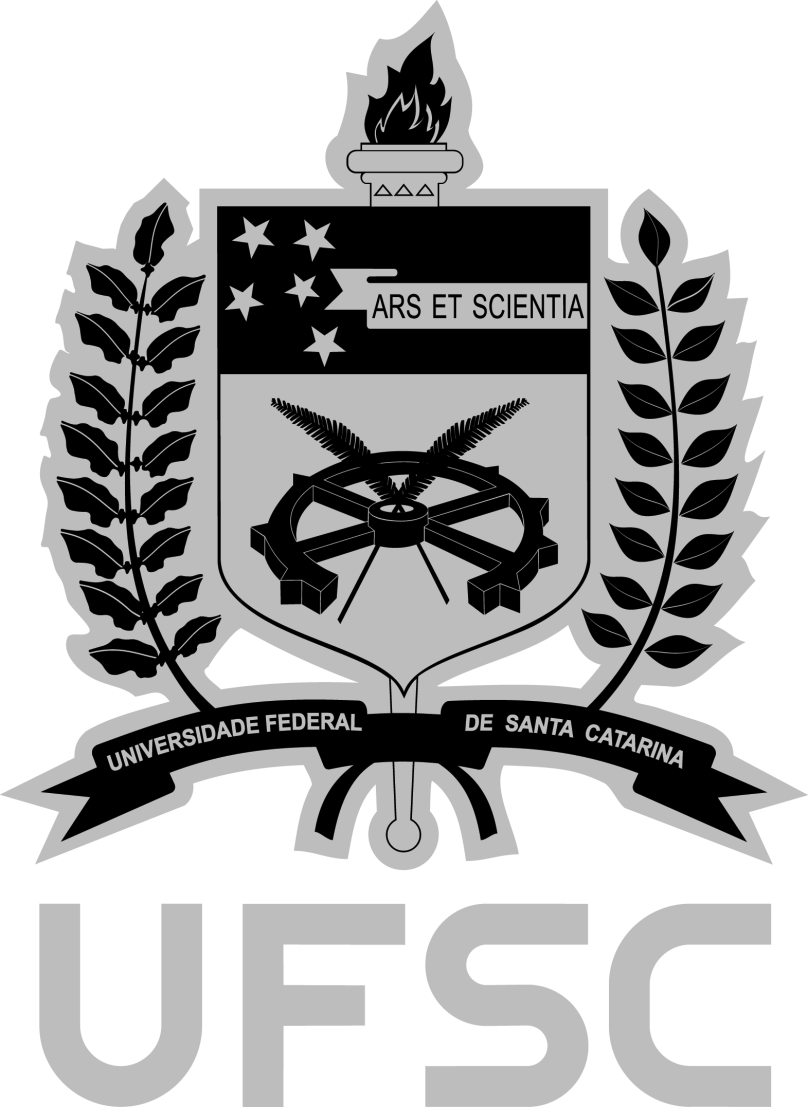 ARS ET SCIENTIA
UNIVERSIDADE FEDERAL DE SANTA CATARINA
UFSC